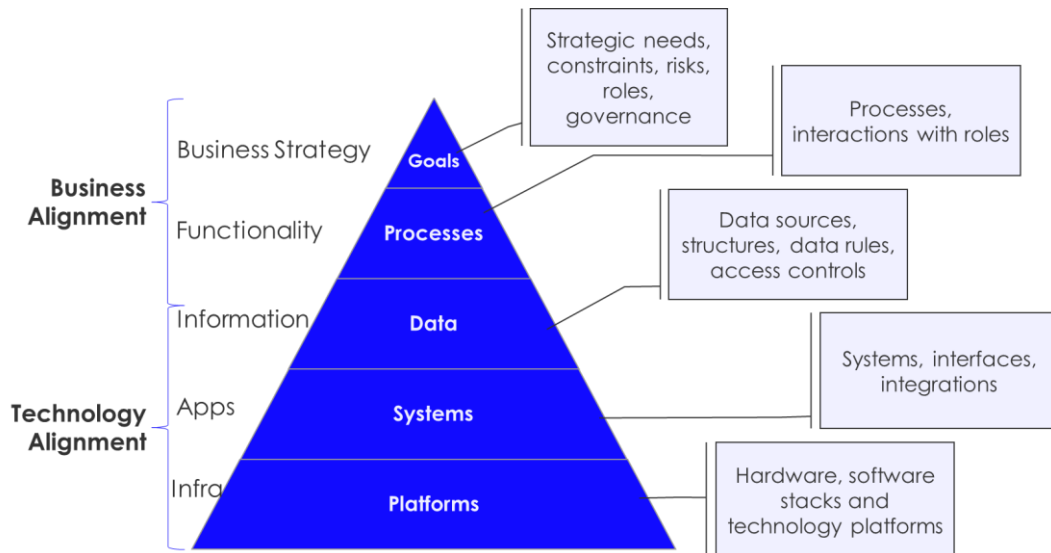 Strategic needs,
constraints, risks,
roles,
governance
Processes,
interactions with roles
Business Strategy
Goals
Business
Alignment
Functionality
Processes
Data sources,
structures, data rules,
access controls
Information
Data
Systems, interfaces,
integrations
Technology
Alignment
Apps
Systems
Infra
Platforms
Hardware, software
stacks and
technology platforms